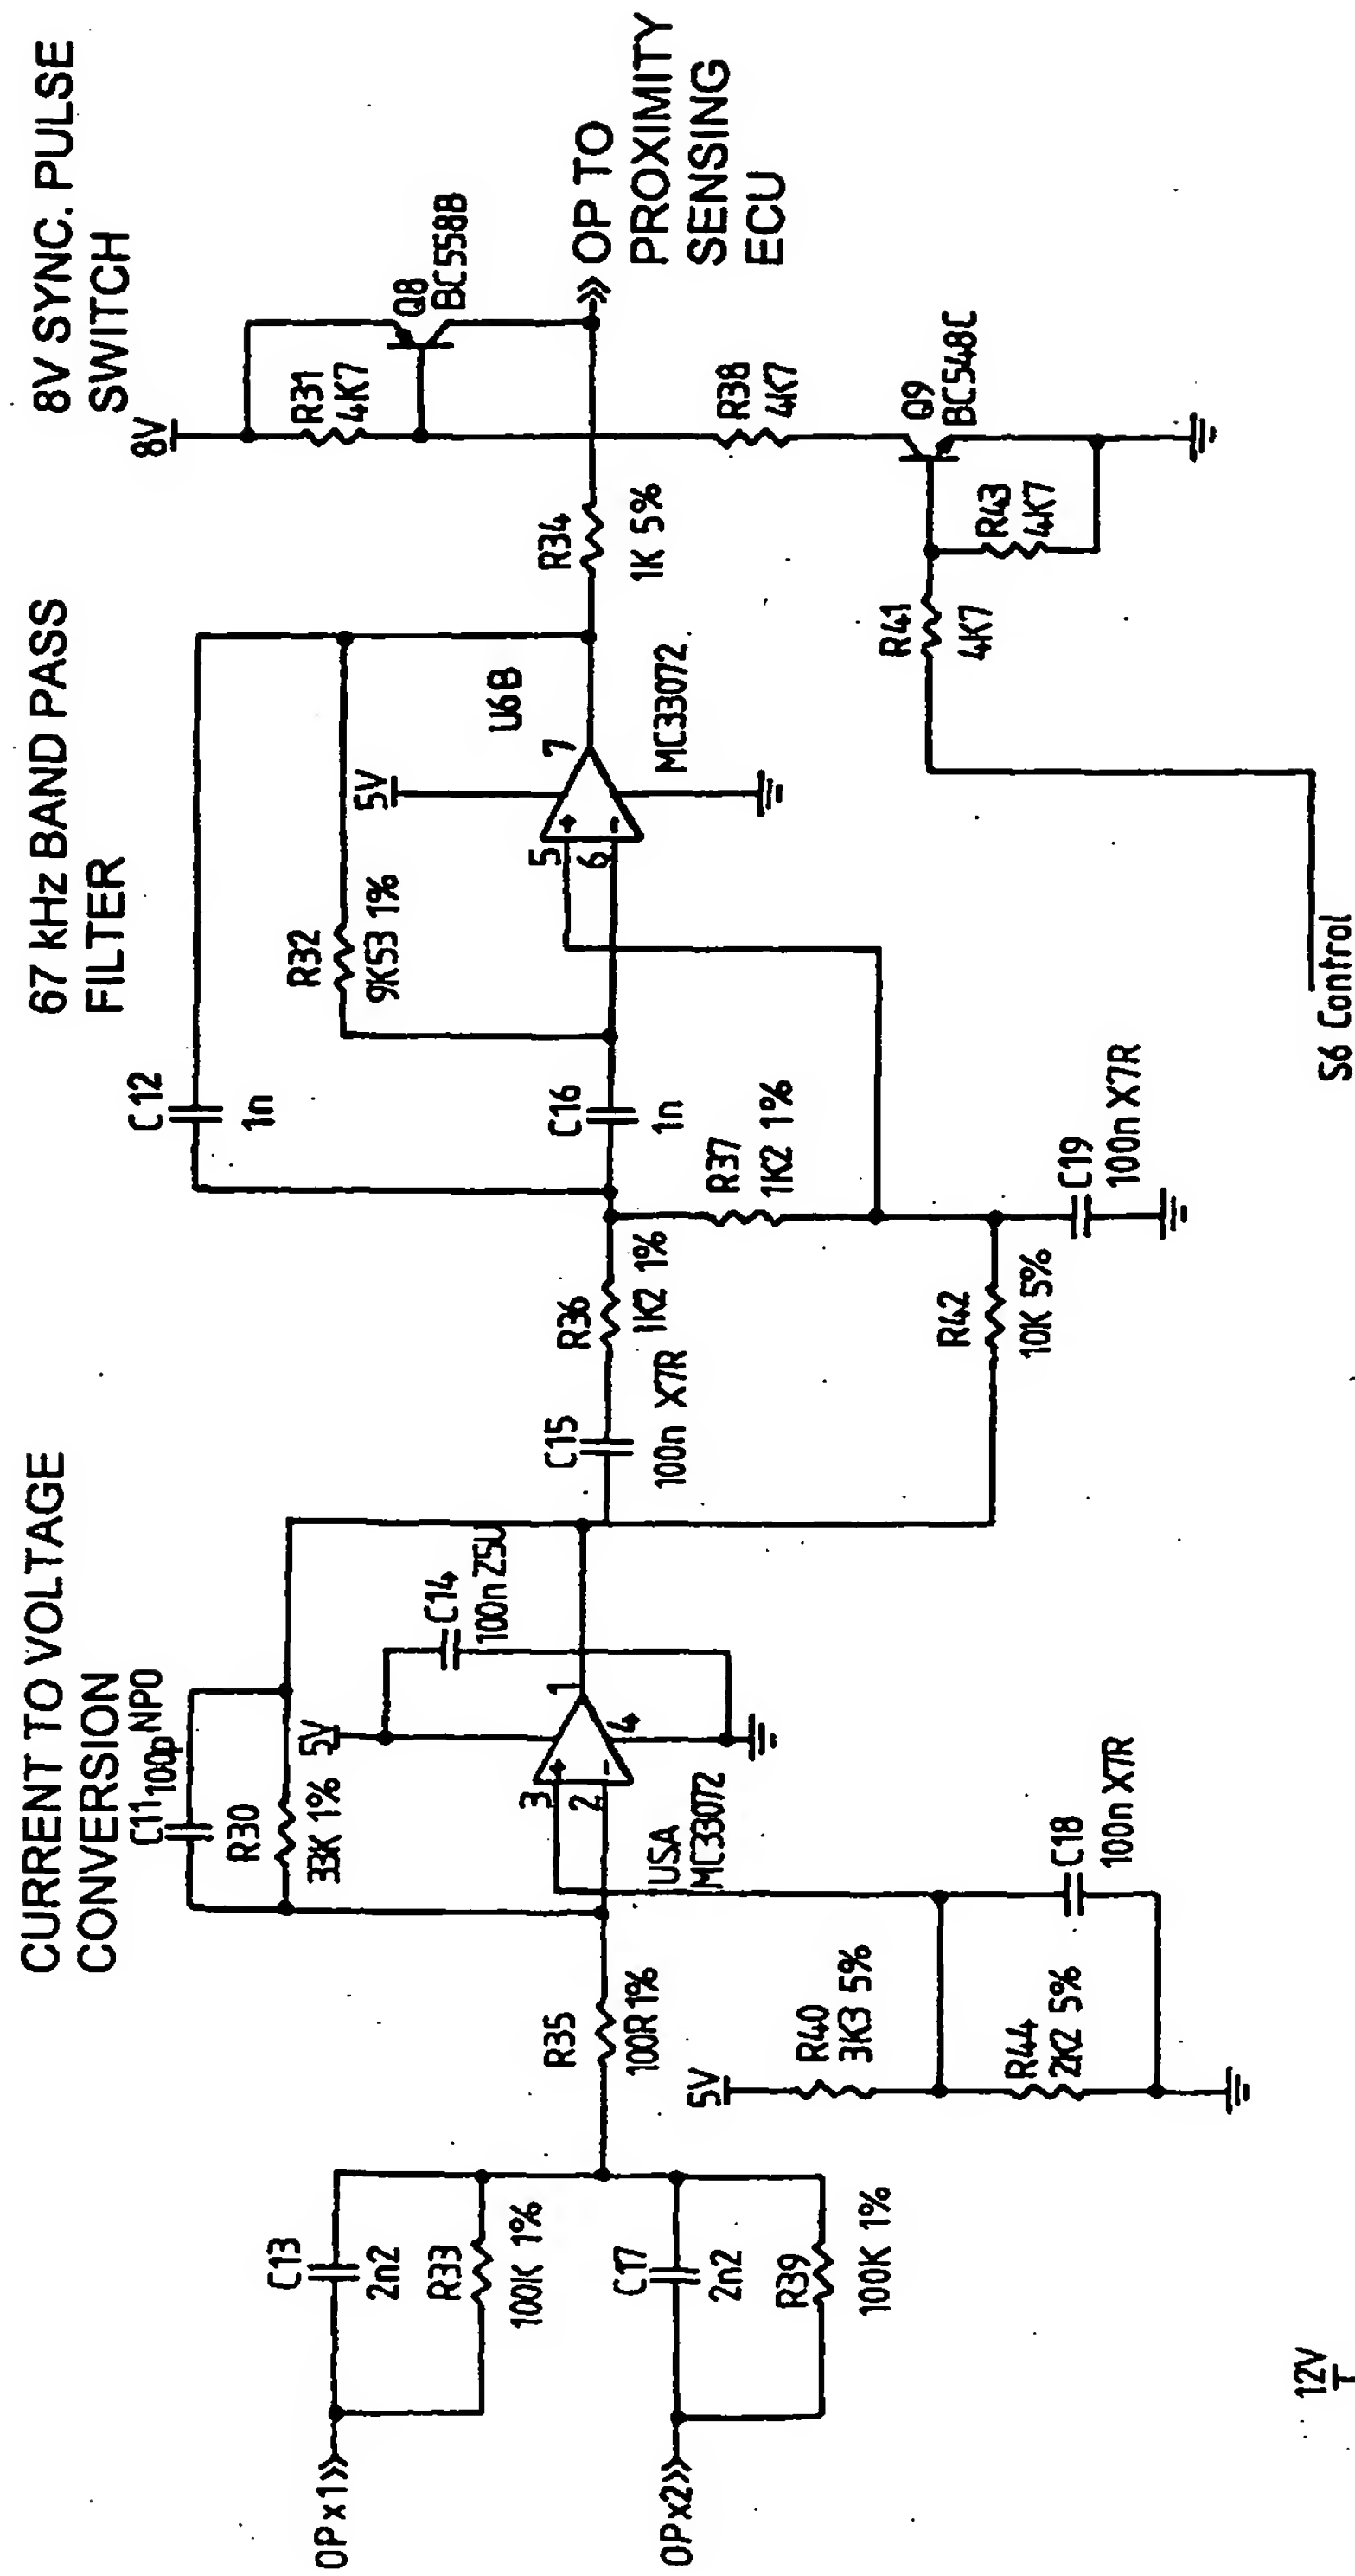 CURRENT TO VOLTAGE
CONVERSION
67 kHz BAND PASS
FILTER
8V SYNC. PULSE
SWITCH
C11
100p NPO
R30
33K 1%
5V
C14
100n Z5U
3
2
1
4
USA
MC33072
OPx1
C13
2n2
R33
100K 1%
OPx2
C17
2n2
R39
100K 1%
R35
100R 1%
5V
R40
3K3 5%
R44
2K2 5%
C18
100n X7R
C15
100n X7R
R36
1K2 1%
R42
10K 5%
C12
1n
C16
1n
R37
1K2 1%
C19
100n X7R
R32
9K53 1%
5V
5
6
7
U6B
MC33072
R34
1K 5%
8V
R31
4K7
Q8
BC558B
OP TO
PROXIMITY
SENSING
ECU
R38
4K7
Q9
BC548C
R43
4K7
R41
4K7
S6 Control
12V